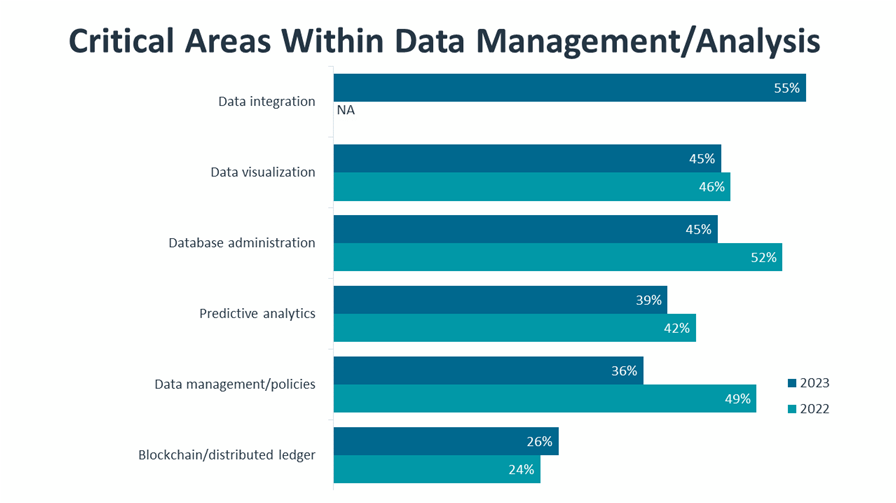 Critical Areas Within Data Management/Analysis
Data integration
55%
NA
Data visualization
45%
46%
Database administration
45%
52%
Predictive analytics
39%
42%
Data management/policies
36%
49%
Blockchain/distributed ledger
26%
24%
2023
2022